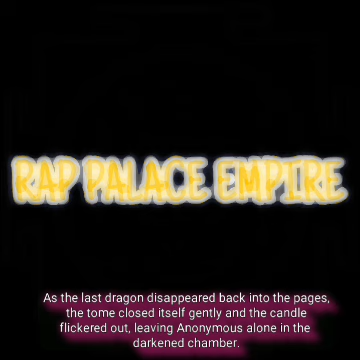 RAP PALACE EMPIRE
As the last dragon disappeared back into the pages,
the tome closed itself gently and the candle
flickered out, leaving Anonymous alone in the
darkened chamber.